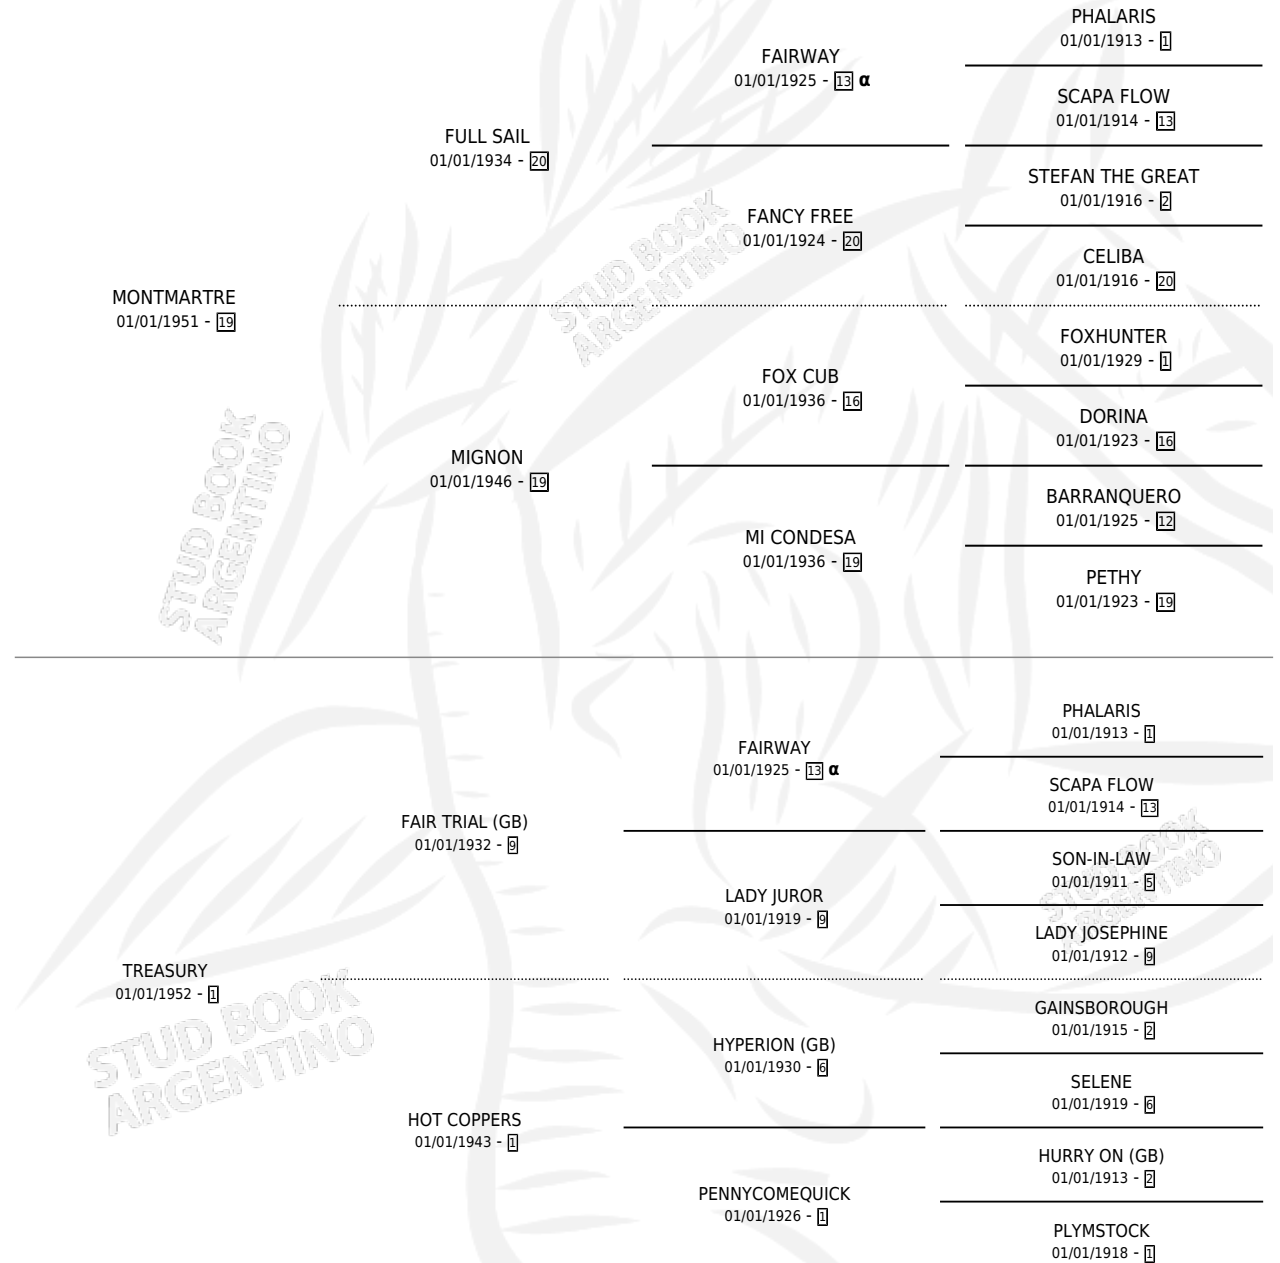 PHALARIS
01/01/1913 - 1
FAIRWAY
01/01/1925 - 13 α
SCAPA FLOW
01/01/1914 - 13
FULL SAIL
01/01/1934 - 20
STEFAN THE GREAT
01/01/1916 - 2
FANCY FREE
01/01/1924 - 20
CELIBA
01/01/1916 - 20
MONTMARTRE
01/01/1951 - 19
FOXHUNTER
01/01/1929 - 1
FOX CUB
01/01/1936 - 16
DORINA
01/01/1923 - 16
MIGNON
01/01/1946 - 19
BARRANQUERO
01/01/1925 - 12
MI CONDESA
01/01/1936 - 19
PETHY
01/01/1923 - 19
STUD BOOK
ARGENTINO
STUD BOOK
ARGENTINO
PHALARIS
01/01/1913 - 1
FAIRWAY
01/01/1925 - 13 α
SCAPA FLOW
01/01/1914 - 13
FAIR TRIAL (GB)
01/01/1932 - 9
SON-IN-LAW
01/01/1911 - 5
LADY JUROR
01/01/1919 - 9
LADY JOSEPHINE
01/01/1912 - 9
TREASURY
01/01/1952 - 1
GAINSBOROUGH
01/01/1915 - 2
HYPERION (GB)
01/01/1930 - 6
SELENE
01/01/1919 - 6
HOT COPPERS
01/01/1943 - 1
HURRY ON (GB)
01/01/1913 - 2
PENNYCOMEQUICK
01/01/1926 - 1
PLYMSTOCK
01/01/1918 - 1
STUD BOOK
ARGENTINO
STUD BOOK
ARGENTINO